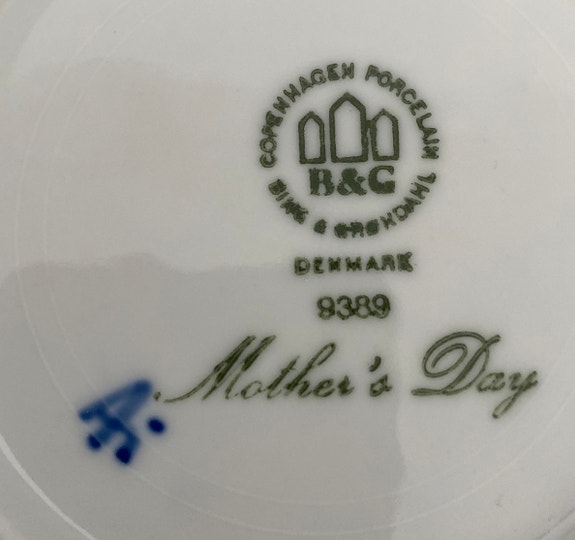 COPENHAGEN PORCELAIN
B&G
BING & GRØNDAHL
DENMARK
9389
Mother's Day